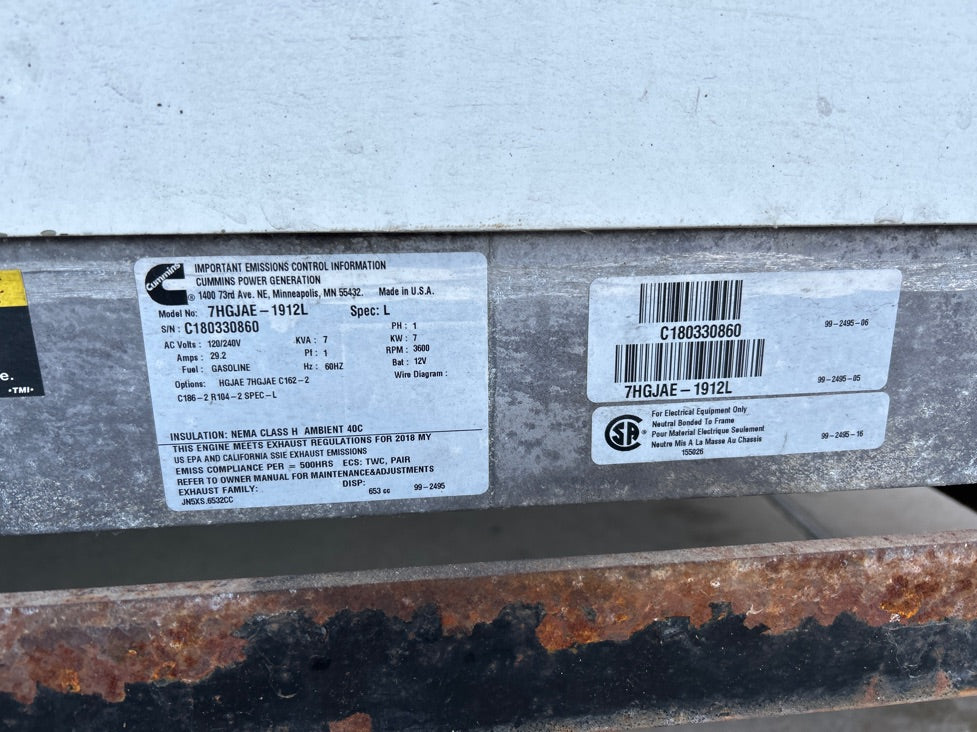 Cummins
®
IMPORTANT EMISSIONS CONTROL INFORMATION
CUMMINS POWER GENERATION
1400 73rd Ave. NE, Minneapolis, MN 55432. Made in U.S.A.
Model No: 7HGJAE-1912L Spec: L
S/N: C180330860 PH: 1
AC Volts: 120/240V KVA: 7 KW: 7
Amps: 29.2 Pf: 1 RPM: 3600
Fuel: GASOLINE Hz: 60HZ Bat: 12V
Options: HGJAE 7HGJAE C162-2 Wire Diagram:
C186-2 R104-2 SPEC-L
INSULATION: NEMA CLASS H AMBIENT 40C
THIS ENGINE MEETS EXHAUST REGULATIONS FOR 2018 MY
US EPA AND CALIFORNIA SSIE EXHAUST EMISSIONS
EMISS COMPLIANCE PER = 500HRS ECS: TWC, PAIR
REFER TO OWNER MANUAL FOR MAINTENANCE&ADJUSTMENTS
EXHAUST FAMILY: DISP:
JN5XS.6532CC 653 cc 99-2495
C180330860 99-2495-06
7HGJAE-1912L 99-2495-05
SA
®
For Electrical Equipment Only
Neutral Bonded To Frame
Pour Material Electrique Seulement
Neutre Mis A La Masse Au Chassis
155026
99-2495-16
e.
•TMI•